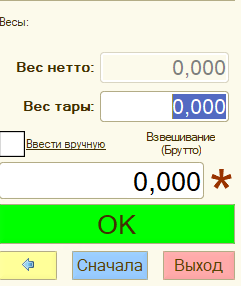 Весы:
Вес нетто: 0,000
Вес тары: 0,000
Ввести вручную
Взвешивание
(Брутто)
0,000 *
OK
Сначала Выход